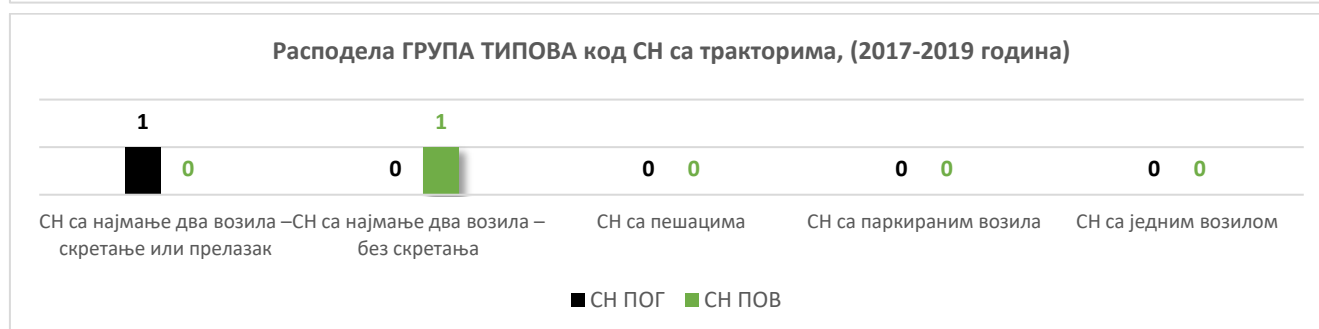 Расподела ГРУПА ТИПОВА код СН са тракторима, (2017-2019 година)
1
0
0
1
0 0
0 0
0 0
СН са најмање два возила – скретање или прелазак
СН са најмање два возила – без скретања
СН са пешацима
СН са паркираним возила
СН са једним возилом
СН ПОГ СН ПОВ